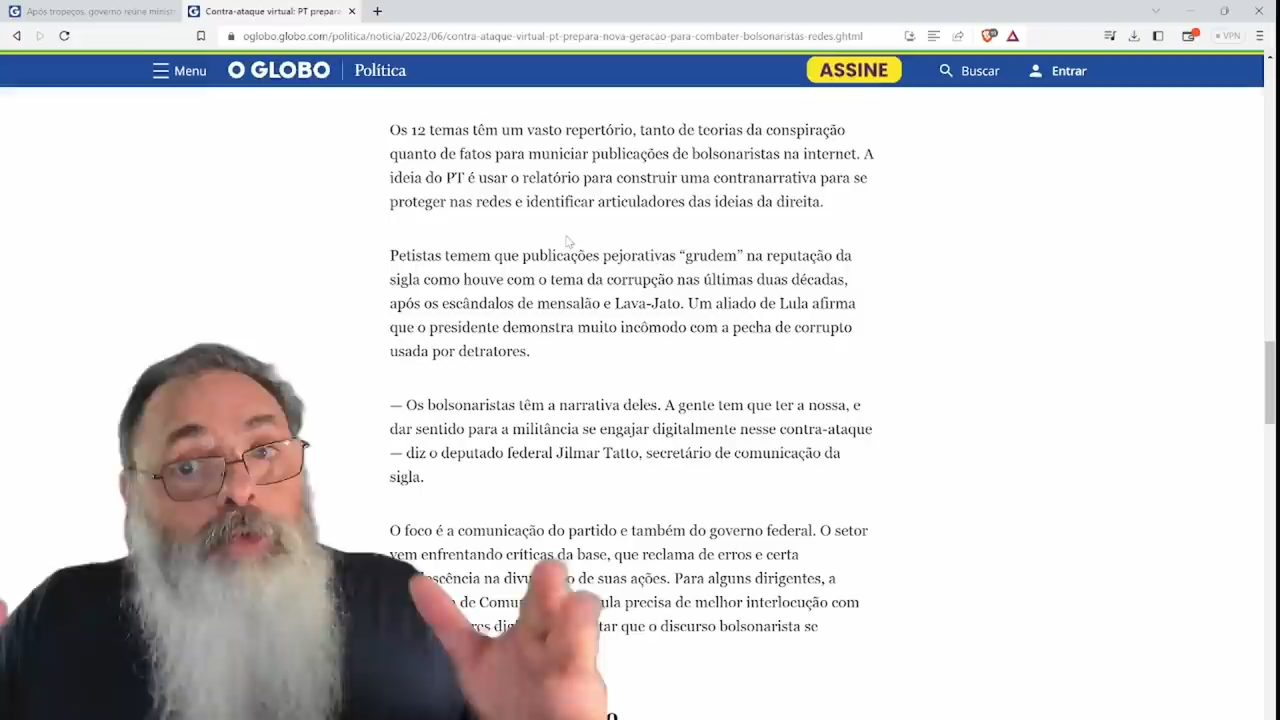 Após tropeços, governo reúne minist
Contra-ataque virtual: PT prepara
oglobo.globo.com/politica/noticia/2023/06/contra-ataque-virtual-pt-prepara-nova-geracao-para-combater-bolsonaristas-redes.ghtml
VPN
Menu O GLOBO Política ASSINE Buscar Entrar
Os 12 temas têm um vasto repertório, tanto de teorias da conspiração
quanto de fatos para municiar publicações de bolsonaristas na internet. A
ideia do PT é usar o relatório para construir uma contranarrativa para se
proteger nas redes e identificar articuladores das ideias da direita.
Petistas temem que publicações pejorativas “grudem” na reputação da
sigla como houve com o tema da corrupção nas últimas duas décadas,
após os escândalos de mensalão e Lava-Jato. Um aliado de Lula afirma
que o presidente demonstra muito incômodo com a pecha de corrupto
usada por detratores.
— Os bolsonaristas têm a narrativa deles. A gente tem que ter a nossa, e
dar sentido para a militância se engajar digitalmente nesse contra-ataque
— diz o deputado federal Jilmar Tatto, secretário de comunicação da
sigla.
O foco é a comunicação do partido e também do governo federal. O setor
vem enfrentando críticas da base, que reclama de erros e certa
de suas ações. Para alguns dirigentes, a
de precisa de melhor interlocução com
que o discurso bolsonarista se